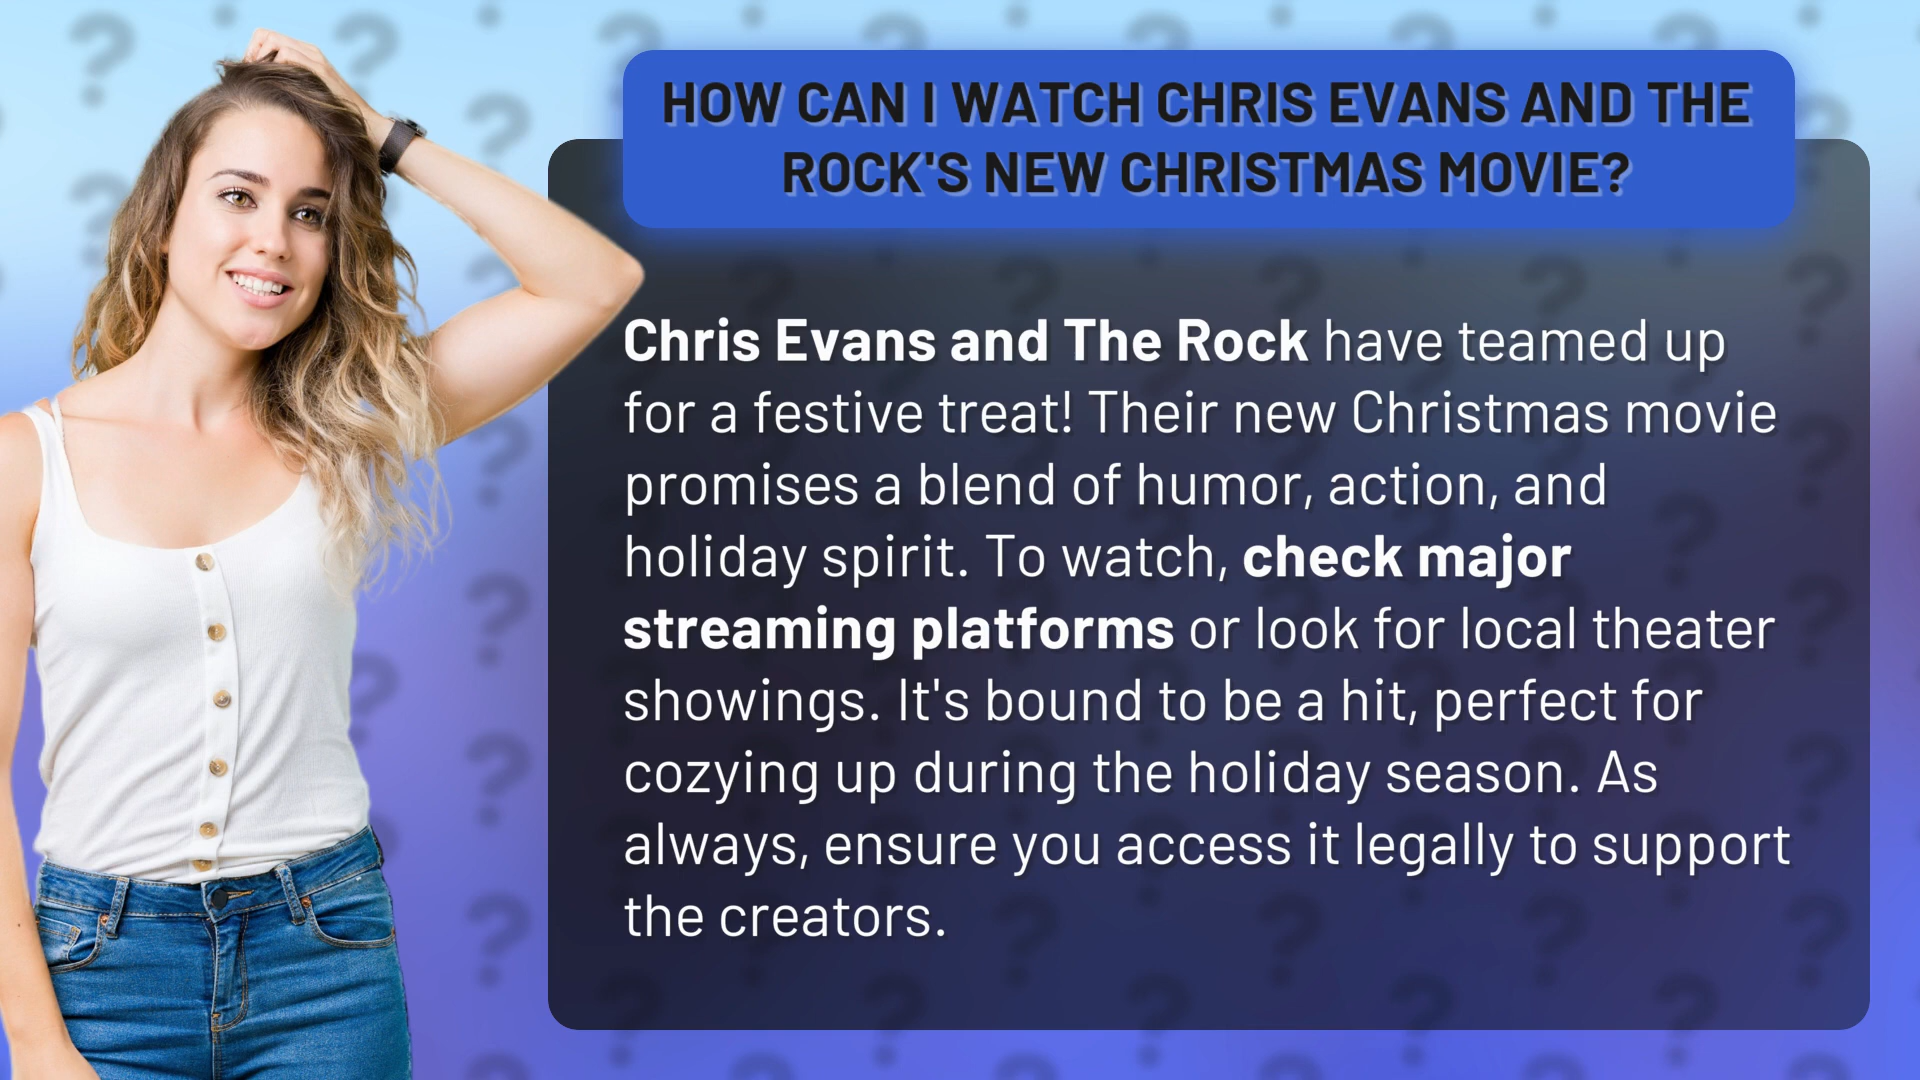 HOW CAN I WATCH CHRIS EVANS AND THE
ROCK'S NEW CHRISTMAS MOVIE?
Chris Evans and The Rock have teamed up
for a festive treat! Their new Christmas movie
promises a blend of humor, action, and
holiday spirit. To watch, check major
streaming platforms or look for local theater
showings. It's bound to be a hit, perfect for
cozying up during the holiday season. As
always, ensure you access it legally to support
the creators.